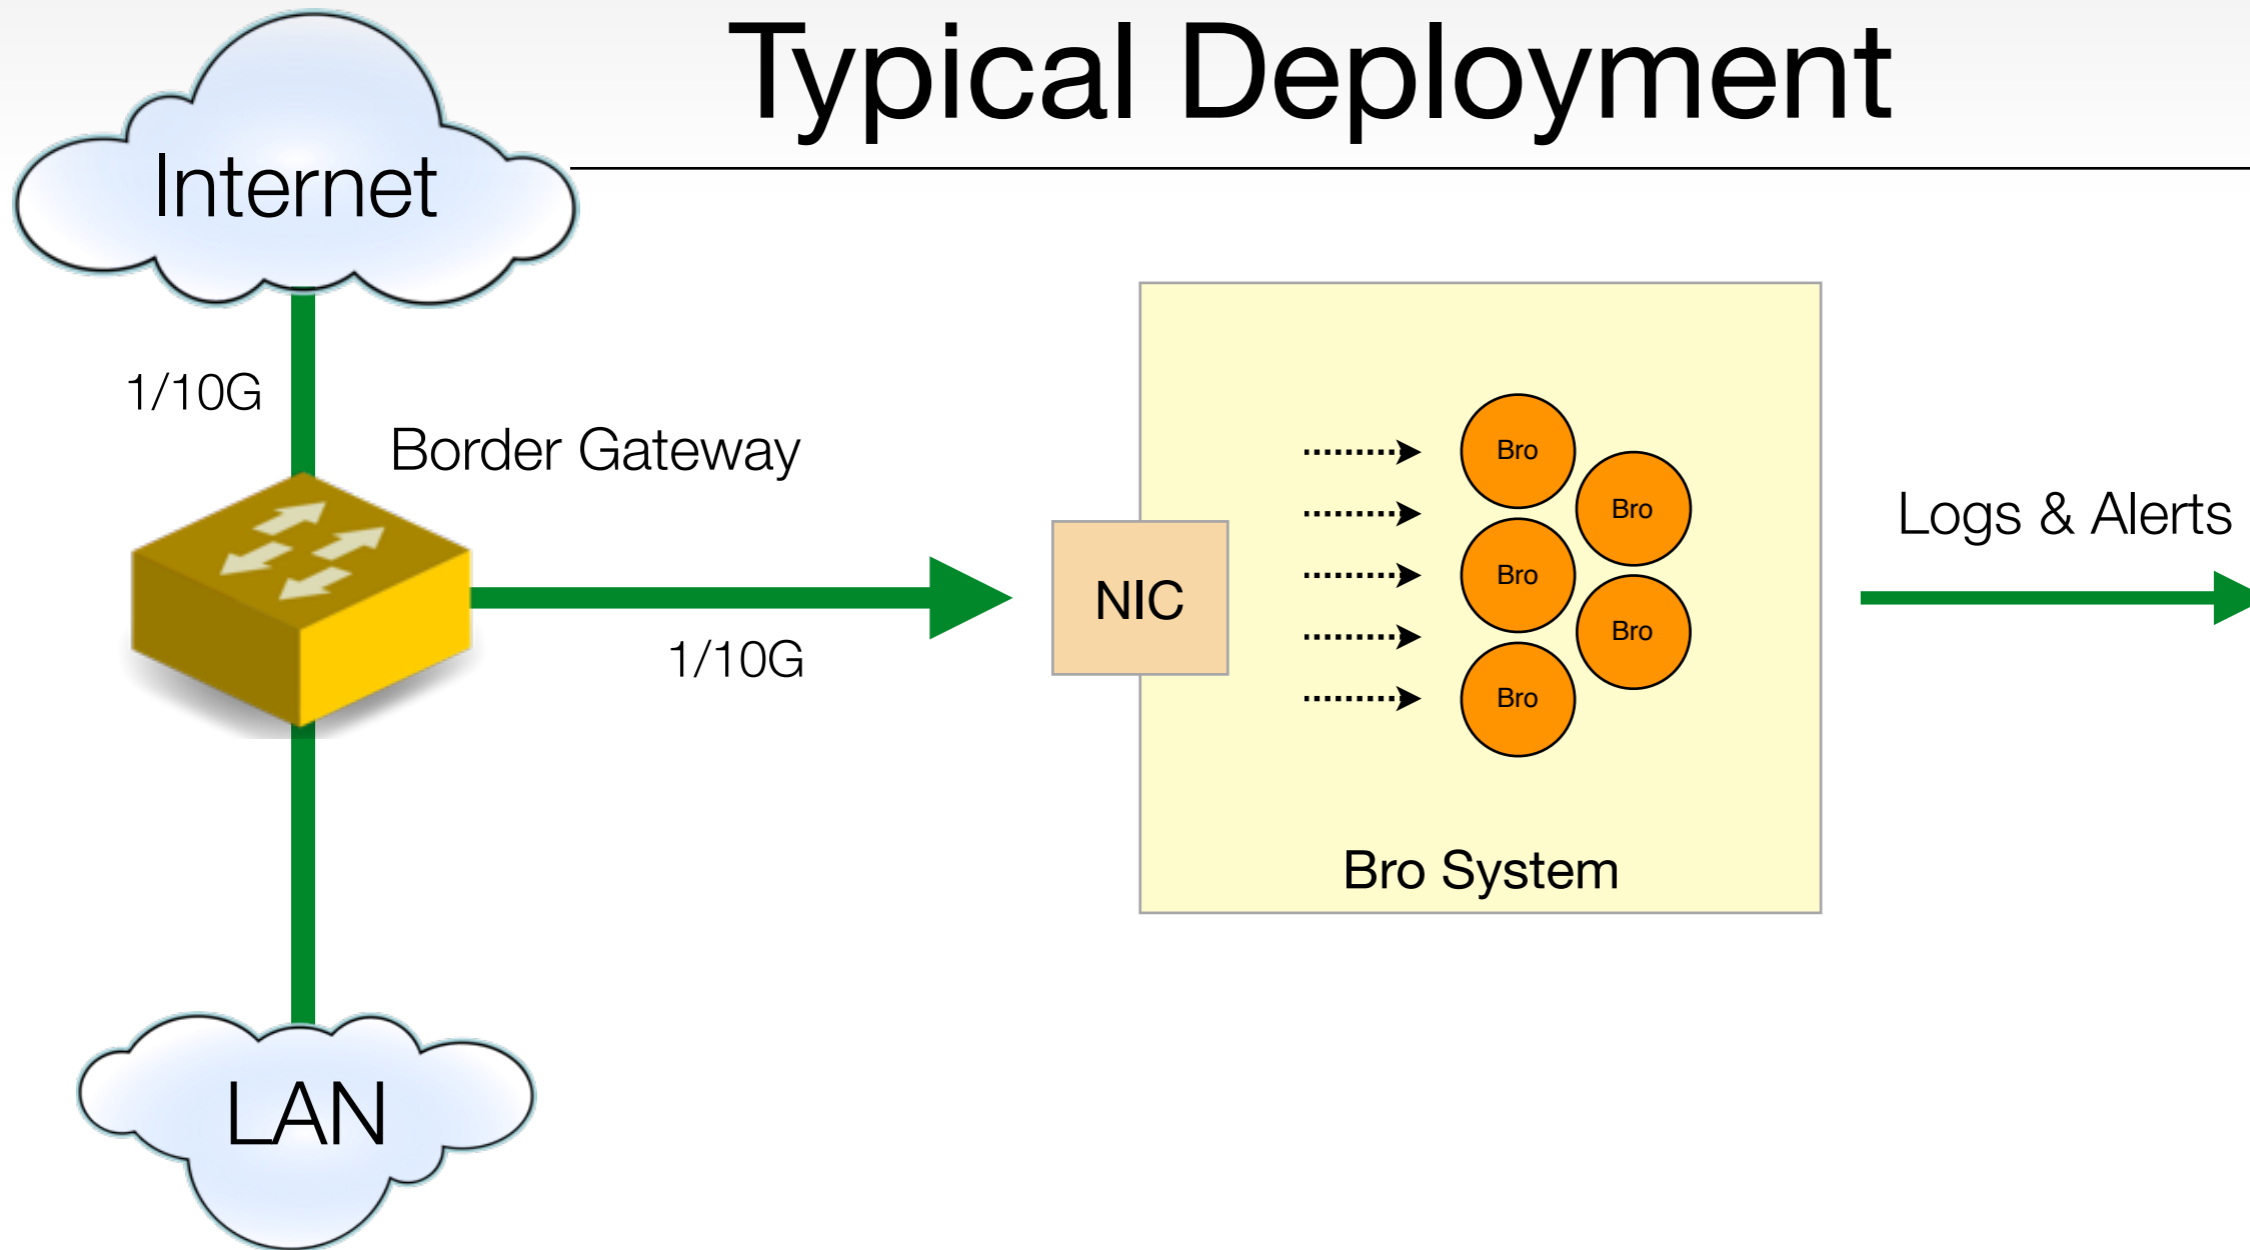 Typical Deployment
Internet
1/10G
Border Gateway
1/10G
NIC
Bro
Bro
Bro
Bro
Bro
Bro System
Logs & Alerts
LAN